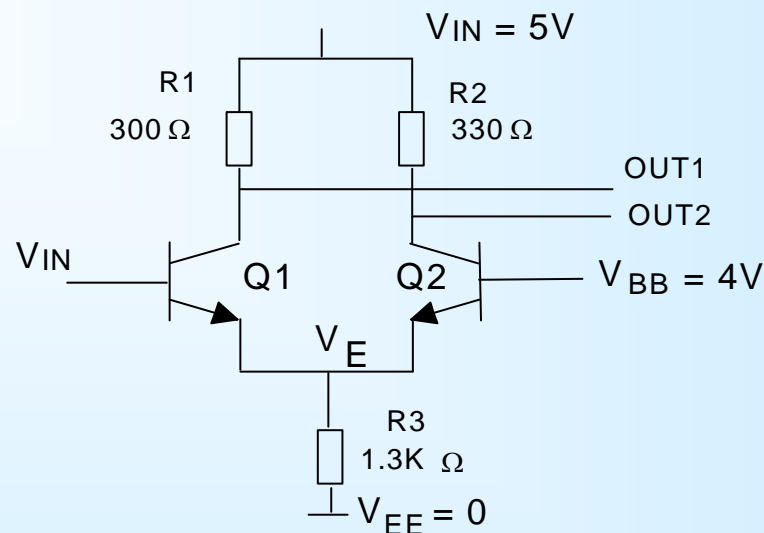 VIN = 5V
R1
R2
300 Ω
330 Ω
OUT1
OUT2
VIN
Q1
Q2
VBB = 4V
VE
R3
1.3K Ω
VEE = 0